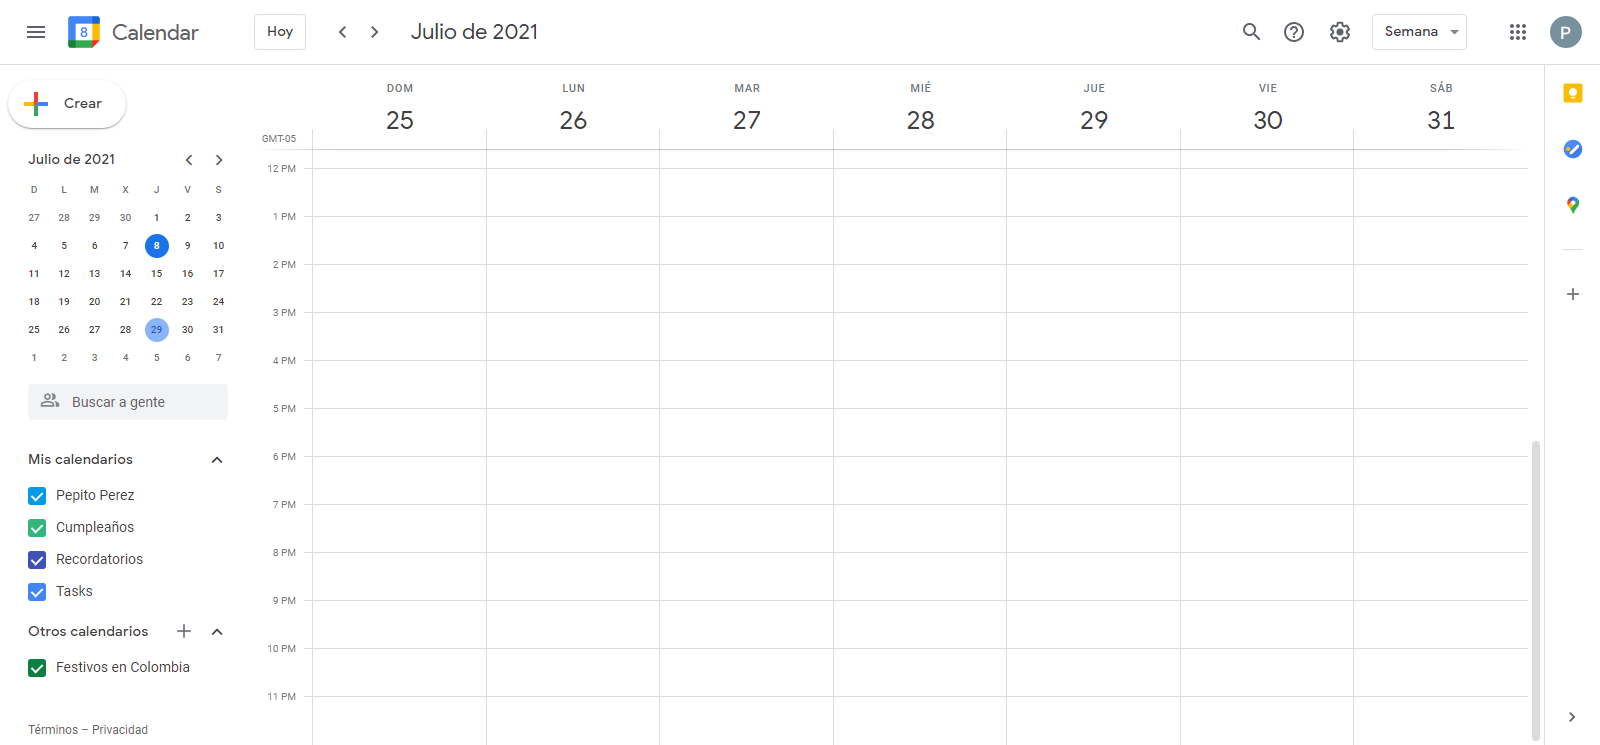 8 Calendar Hoy Julio de 2021 Semana P
Crear
Julio de 2021
D L M X J V S
27 28 29 30 1 2 3
4 5 6 7 8 9 10
11 12 13 14 15 16 17
18 19 20 21 22 23 24
25 26 27 28 29 30 31
1 2 3 4 5 6 7
Buscar a gente
Mis calendarios
Pepito Perez
Cumpleaños
Recordatorios
Tasks
Otros calendarios
Festivos en Colombia
Términos – Privacidad
DOM LUN MAR MIÉ JUE VIE SÁB
25 26 27 28 29 30 31
GMT-05
12 PM
1 PM
2 PM
3 PM
4 PM
5 PM
6 PM
7 PM
8 PM
9 PM
10 PM
11 PM